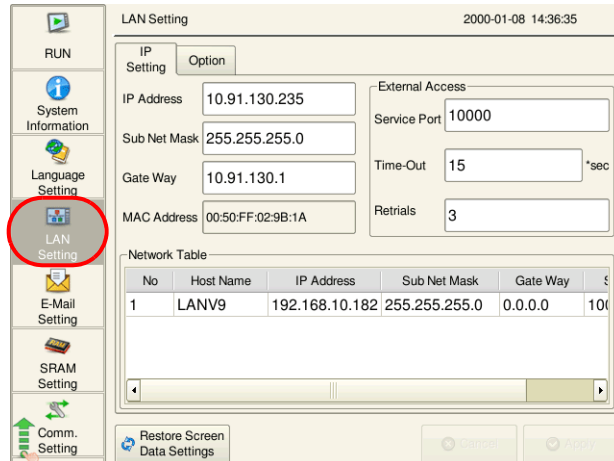 LAN Setting
2000-01-08 14:36:35
RUN
System
Information
Language
Setting
LAN
Setting
E-Mail
Setting
SRAM
Setting
Comm.
Setting
IP
Setting
Option
IP Address
10.91.130.235
Sub Net Mask
255.255.255.0
Gate Way
10.91.130.1
MAC Address
00:50:FF:02:9B:1A
External Access
Service Port
10000
Time-Out
15
*sec
Retrials
3
Network Table
No Host Name IP Address Sub Net Mask Gate Way
1 LANV9 192.168.10.182 255.255.255.0 0.0.0.0
Restore Screen
Data Settings
Cancel
Apply